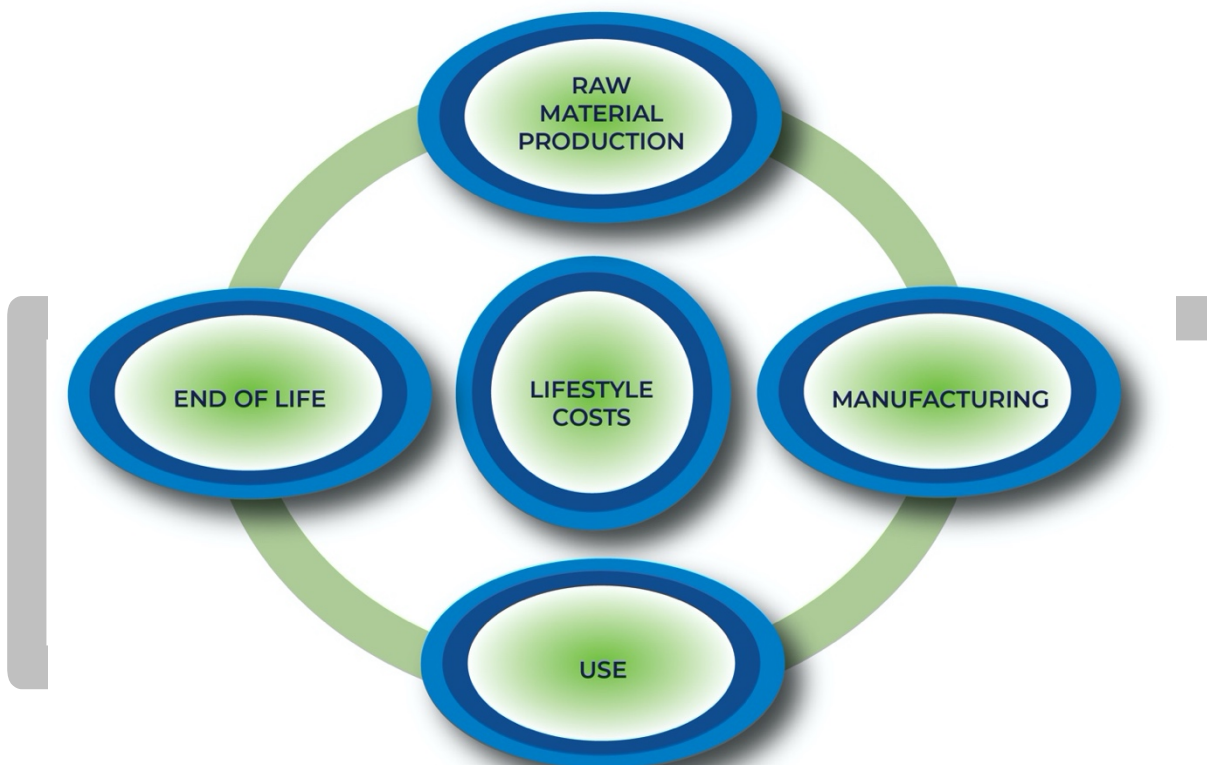 RAW
MATERIAL
PRODUCTION
END OF LIFE
LIFESTYLE
COSTS
MANUFACTURING
USE